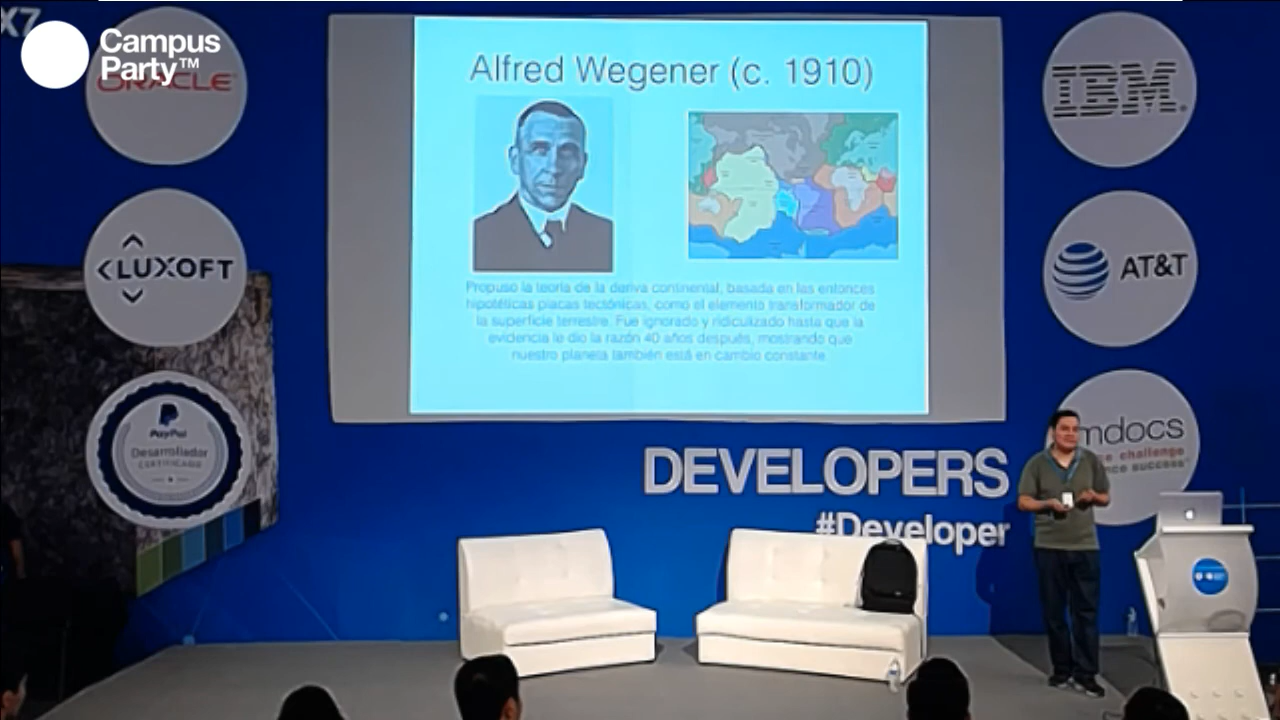 X7
Campus
Party™
ORACLE
IBM
LUXOFT
AT&T
PayPal
Desarrollador
CERTIFICADO
Alfred Wegener (c. 1910)
Propuso la teoría de la deriva continental, basada en las entonces
hipotéticas placas tectónicas, como el elemento transformador de
la superficie terrestre. Fue ignorado y ridiculizado hasta que la
evidencia le dio la razón 40 años después, mostrando que
nuestro planeta también está en cambio constante.
DEVELOPERS
#Developer
mdocs
challenge
success